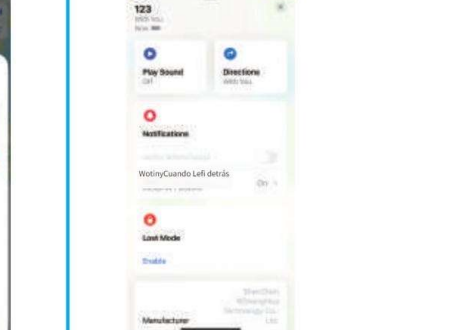 123
With You
Now
Play Sound
Off
Directions
With You
Notifications
WotinyCuando Lefi detrás
On >
Lost Mode
Enable
Technology Co.,
Manufacturer
Ltd